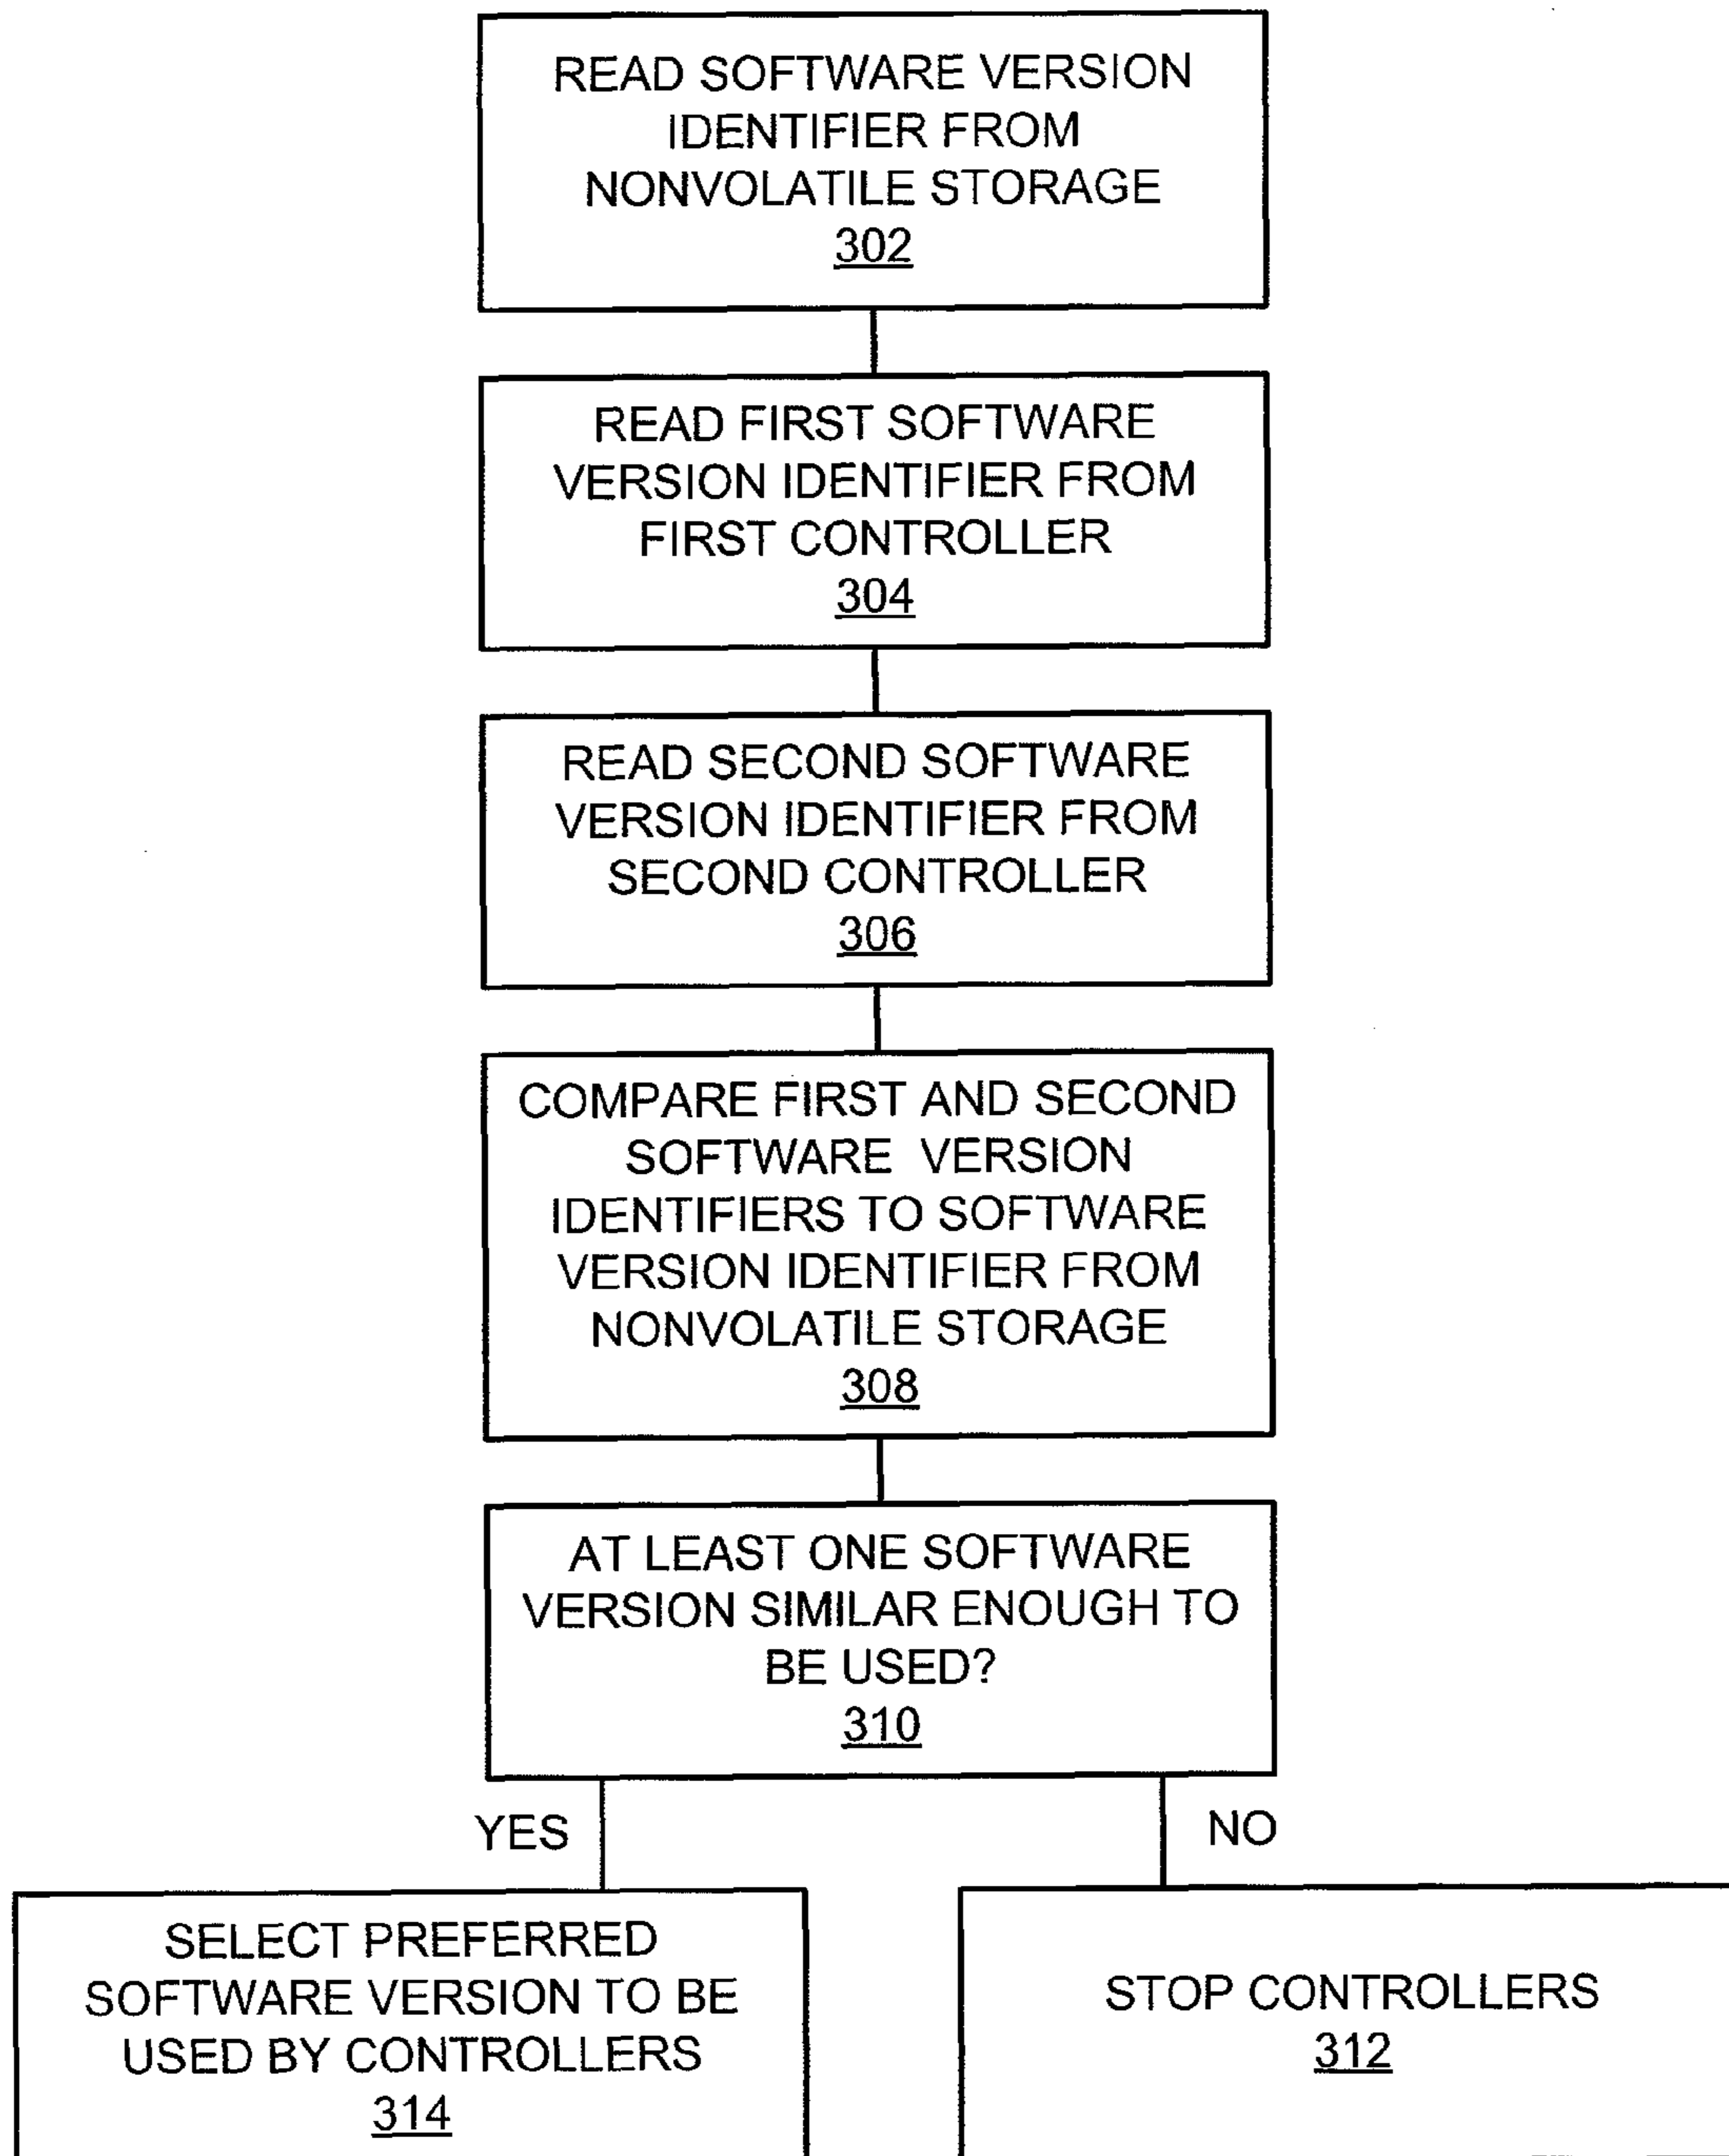 READ SOFTWARE VERSION
IDENTIFIER FROM
NONVOLATILE STORAGE
302
READ FIRST SOFTWARE
VERSION IDENTIFIER FROM
FIRST CONTROLLER
304
READ SECOND SOFTWARE
VERSION IDENTIFIER FROM
SECOND CONTROLLER
306
COMPARE FIRST AND SECOND
SOFTWARE VERSION
IDENTIFIERS TO SOFTWARE
VERSION IDENTIFIER FROM
NONVOLATILE STORAGE
308
AT LEAST ONE SOFTWARE
VERSION SIMILAR ENOUGH TO
BE USED?
310
YES
NO
SELECT PREFERRED
SOFTWARE VERSION TO BE
USED BY CONTROLLERS
314
STOP CONTROLLERS
312